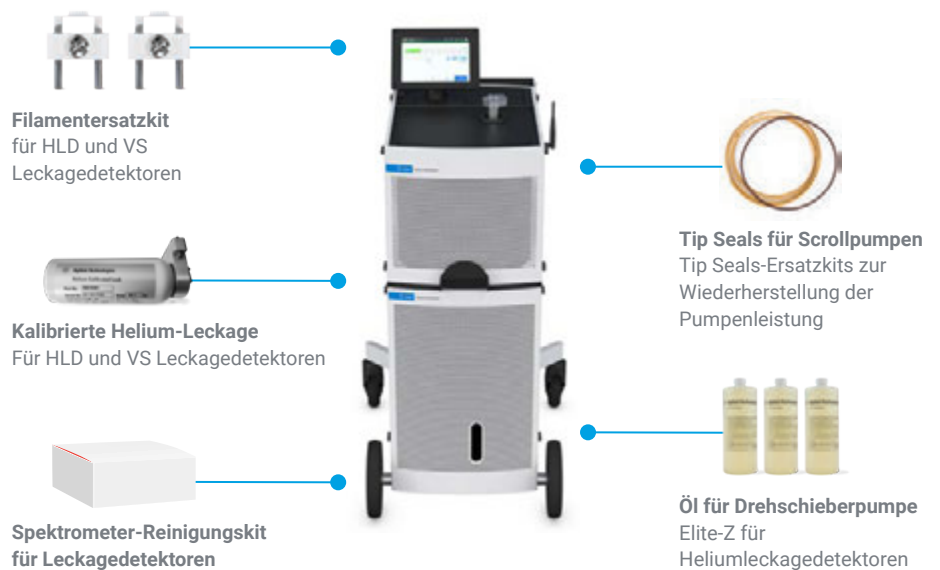 Filamentersatzkit
für HLD und VS
Leckagedetektoren
Kalibrierte Helium-Leckage
Für HLD und VS Leckagedetektoren
Spektrometer-Reinigungskit
für Leckagedetektoren
Tip Seals für Scrollpumpen
Tip Seals-Ersatzkits zur
Wiederherstellung der
Pumpenleistung
Öl für Drehschieberpumpe
Elite-Z für
Heliumleckagedetektoren